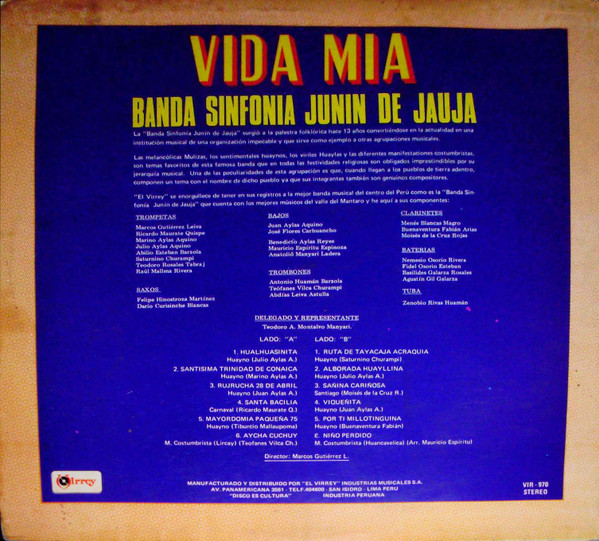 VIDA MIA
BANDA SINFONIA JUNIN DE JAUJA
La "Banda Sinfonía Junín de Jauja" surgió a la palestra folklórica hate 13 años convirtiéndose en la actualidad en una
institución musical de una organización impecable y que sirve como ejemplo a otras agrupaciones musicales.
Las melancólicas Mulizas, los sentimentales huaynos, los viriles Huaylas y las diferentes manifestaciones costumbristas,
son temas favoritos de esta famosa banda que en todas las festividades religiosas son obligados imprescindibles por su
jerarquía musical. Una de las peculiaridades de esta agrupación es que, cuando llegan a los pueblos de tierra adentro,
componen un tema con el nombre de dicho pueblo ya que sus integrantes también son genuinos compositores.
"El Virrey" se enorgullece de tener en sus registros a la mejor banda musical del centro del Perú como es la "Banda Sin-
fonía Junín de Jauja" que cuenta con los mejores músicos del valle del Mantaro y he aquí a sus componentes:
TROMPETAS
Marcos Gutiérrez Leiva
Ricardo Maurate Quispe
Marino Aylas Aquino
Julio Aylas Aquino
Abilio Esteban Barzola
Saturnino Churampi
Teodoro Rosales Tabraj
Raúl Mallma Rivera
SAXOS
Felipe Hinostroza Martínez
Darío Curisinche Blancas
BAJOS
Juan Aylas Aquino
José Flores Carhuancho
Benedicto Aylas Reyes
Mauricio Espíritu Espinoza
Anatolio Manyari Ladera
TROMBONES
Antonio Huamán Barzola
Teófanes Vilca Churampi
Abdías Leiva Astulla
CLARINETES
Menés Blancas Magro
Buenaventura Fabián Arias
Moisés de la Cruz Rojas
BATERIAS
Nemesio Osorio Rivera
Fidel Osorio Esteban
Basilides Galarza Rosales
Agustín Gil Galarza
TUBA
Zenobio Rivas Huamán
DELEGADO Y REPRESENTANTE
Teodoro A. Montalvo Manyari.
LADO: "A"
1. HUALHUASINITA
Huayno (Julio Aylas A.)
2. SANTISIMA TRINIDAD DE CONAICA
Huayno (Marino Aylas A.)
3. RUJRUCHA 28 DE ABRIL
Huayno (Juan Aylas A.)
4. SANTA BACILIA
Carnaval (Ricardo Maurate Q.)
5. MAYORDOMIA PAQUEÑA 75
Huayno (Tiburcio Mallaupoma)
6. AYCHA CUCHUY
M. Costumbrista (Lircay) (Teofanes Vilca Ch.)
LADO: "B"
1. RUTA DE TAYACAJA ACRAQUIA
Huayno (Saturnino Churampi)
2. ALBORADA HUAYLLINA
Huayno (Julio Aylas A.)
3. SAÑINA CARIÑOSA
Santiago (Moisés de la Cruz R.)
4. VIQUEÑITA
Huayno (Juan Aylas A.)
5. POR TI MILLOTINGUINA
Huayno (Buenaventura Fabián)
6. NIÑO PERDIDO
M. Costumbrista (Huancavelica) (Arr. Mauricio Espíritu)
Director: Marcos Gutiérrez L.
Virrey
MANUFACTURADO Y DISTRIBUIDO POR "EL VIRREY" INDUSTRIAS MUSICALES S.A.
AV. PANAMERICANA 3551 - TELF.404600 - SAN ISIDRO - LIMA PERU
"DISCO ES CULTURA" INDUSTRIA PERUANA
VIR - 970
STEREO